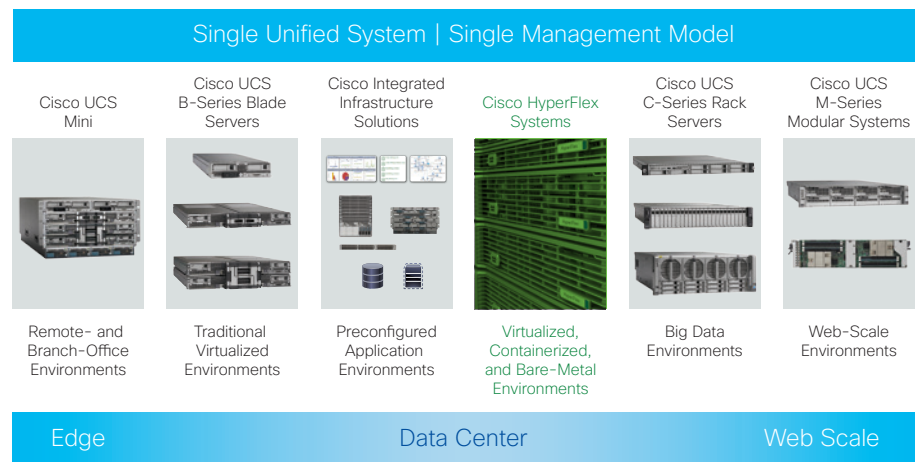 Single Unified System | Single Management Model
Cisco UCS
Mini
Cisco UCS
B-Series Blade
Servers
Cisco Integrated
Infrastructure
Solutions
Cisco HyperFlex
Systems
Cisco UCS
C-Series Rack
Servers
Cisco UCS
M-Series
Modular Systems
Remote- and
Branch-Office
Environments
Traditional
Virtualized
Environments
Preconfigured
Application
Environments
Virtualized,
Containerized,
and Bare-Metal
Environments
Big Data
Environments
Web-Scale
Environments
Edge
Data Center
Web Scale